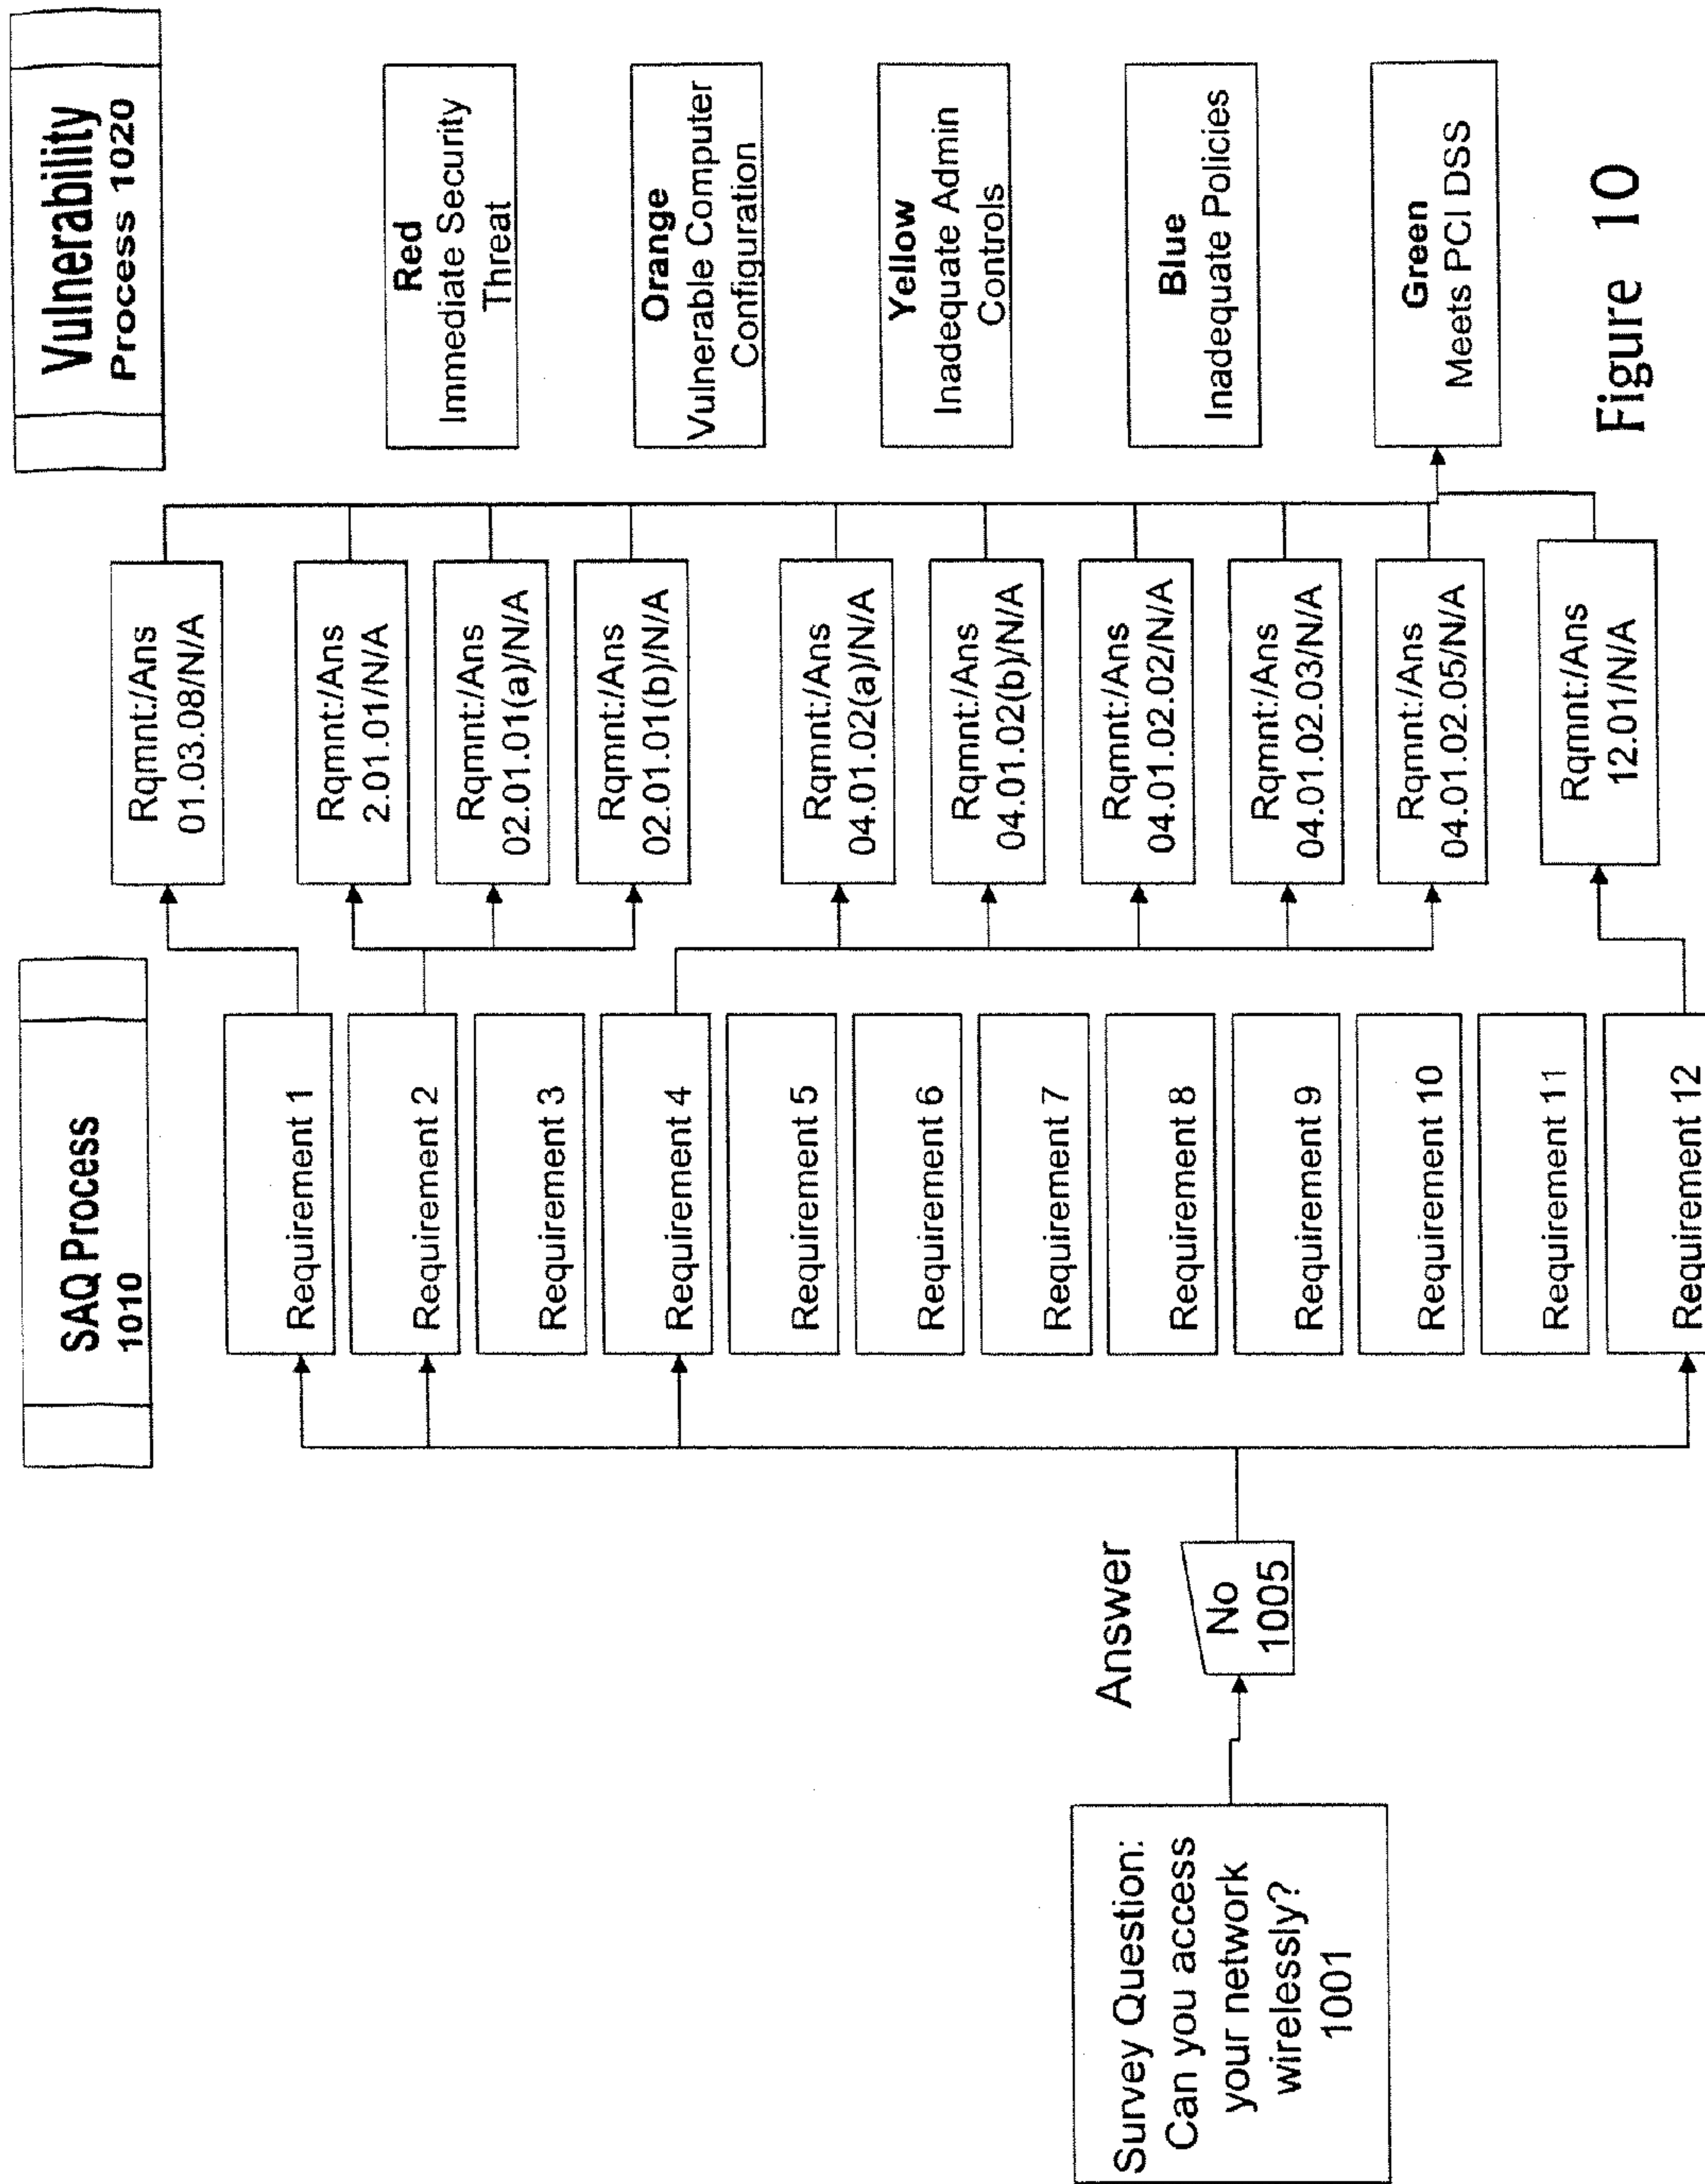 SAQ Process
1010
Vulnerability
Process 1020
Survey Question:
Can you access
your network
wirelessly?
1001
Answer
No
1005
Requirement 1
Requirement 2
Requirement 3
Requirement 4
Requirement 5
Requirement 6
Requirement 7
Requirement 8
Requirement 9
Requirement 10
Requirement 11
Requirement 12
Rqmnt:/Ans
01.03.08/N/A
Rqmnt:/Ans
2.01.01/N/A
Rqmnt:/Ans
02.01.01(a)/N/A
Rqmnt:/Ans
02.01.01(b)/N/A
Rqmnt:/Ans
04.01.02(a)/N/A
Rqmnt:/Ans
04.01.02(b)/N/A
Rqmnt:/Ans
04.01.02.02/N/A
Rqmnt:/Ans
04.01.02.03/N/A
Rqmnt:/Ans
04.01.02.05/N/A
Rqmnt:/Ans
12.01/N/A
Red
Immediate Security
Threat
Orange
Vulnerable Computer
Configuration
Yellow
Inadequate Admin
Controls
Blue
Inadequate Policies
Green
Meets PCI DSS
Figure 10